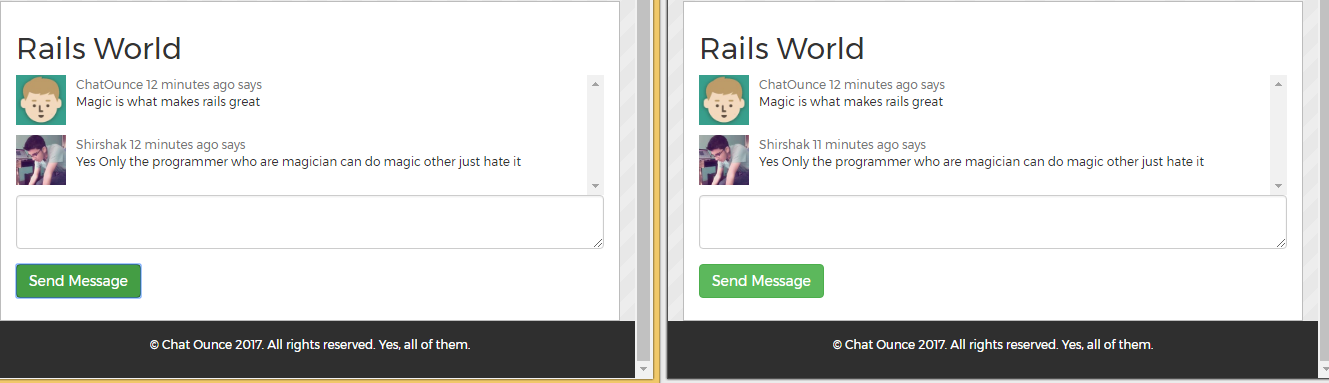 Rails World
ChatOunce 12 minutes ago says
Magic is what makes rails great
Shirshak 12 minutes ago says
Yes Only the programmer who are magician can do magic other just hate it
Send Message
© Chat Ounce 2017. All rights reserved. Yes, all of them.
Rails World
ChatOunce 12 minutes ago says
Magic is what makes rails great
Shirshak 11 minutes ago says
Yes Only the programmer who are magician can do magic other just hate it
Send Message
© Chat Ounce 2017. All rights reserved. Yes, all of them.